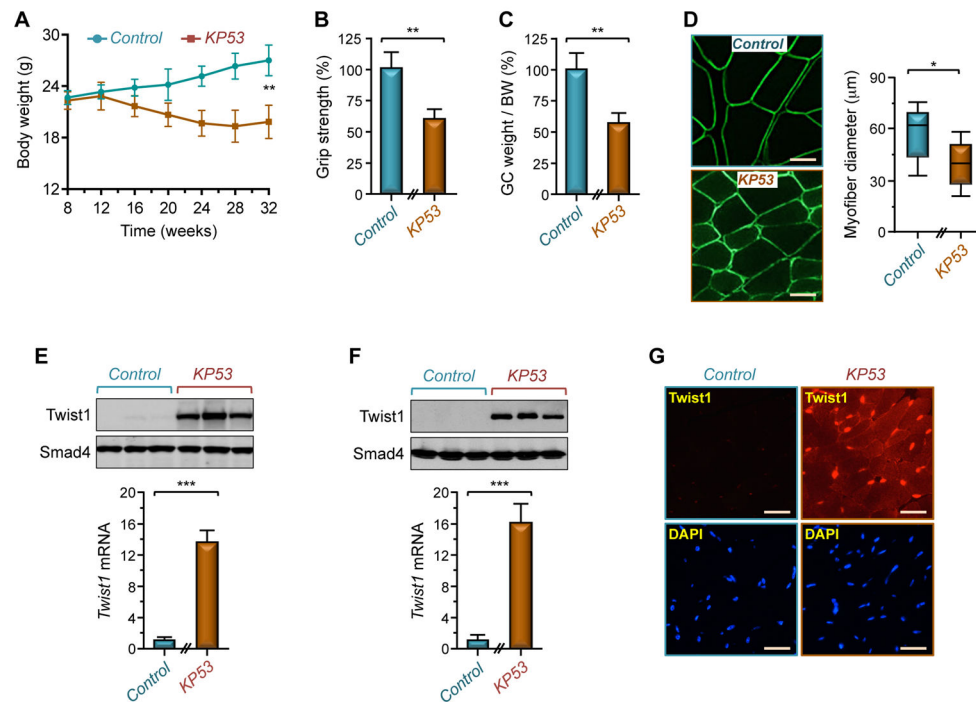 A
Control
KP53
Body weight (g)
30
24
18
12
8
12
16
20
24
28
32
**
Time (weeks)
B
Grip strength (%)
125
100
75
50
25
0
**
Control
KP53
C
GC weight / BW (%)
125
100
75
50
25
0
**
Control
KP53
D
Control
KP53
Myofiber diameter (μm)
90
60
30
0
*
Control
KP53
E
Control
KP53
Twist1
Smad4
Twist1 mRNA
20
16
12
8
4
0
***
Control
KP53
F
Control
KP53
Twist1
Smad4
Twist1 mRNA
20
16
12
8
4
0
***
Control
KP53
G
Control
KP53
Twist1
Twist1
DAPI
DAPI